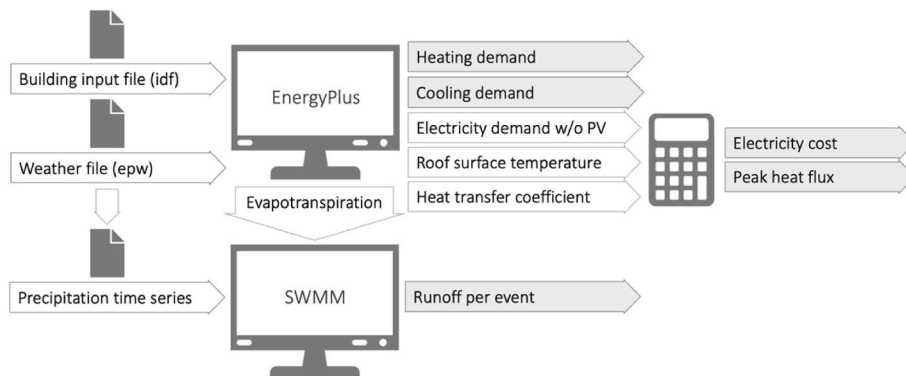 Building input file (idf)
Weather file (epw)
Precipitation time series
EnergyPlus
Evapotranspiration
SWMM
Heating demand
Cooling demand
Electricity demand w/o PV
Roof surface temperature
Heat transfer coefficient
Runoff per event
Electricity cost
Peak heat flux